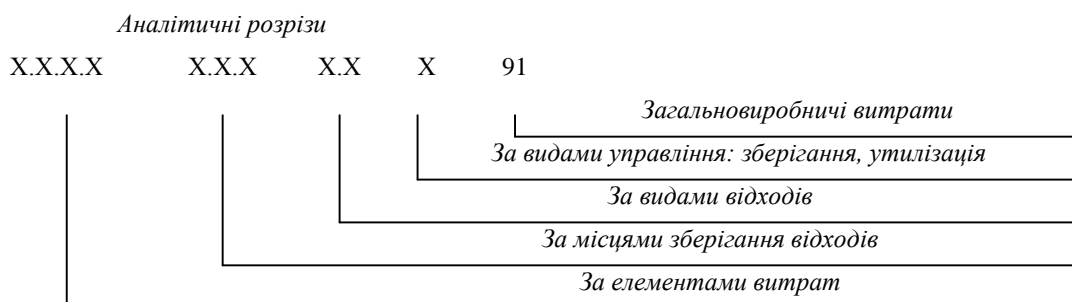 Аналітичні розрізи
X.X.X.X X.X.X X.X X 91
Загальновиробничі витрати
За видами управління: зберігання, утилізація
За видами відходів
За місцями зберігання відходів
За елементами витрат